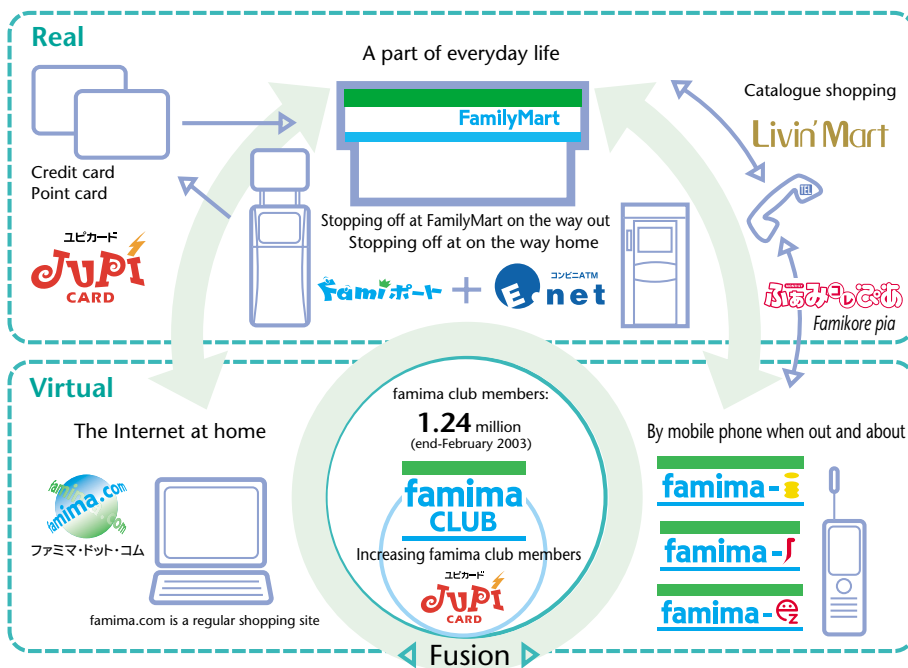 Real
A part of everyday life
FamilyMart
Catalogue shopping
Livin'Mart
TEL
Credit card
Point card
ユピカード
JUPI
CARD
Stopping off at FamilyMart on the way out
Stopping off at on the way home
Famiポート
+
コンビニATM
E net
ふぁみコレぴあ
Famikore pia
Virtual
The Internet at home
famima.com
ファミマ・ドット・コム
famima.com is a regular shopping site
famima club members:
1.24 million
(end-February 2003)
famima
CLUB
Increasing famima club members
ユピカード
JUPI
CARD
By mobile phone when out and about
famima-i
famima-J
famima-ez
Fusion